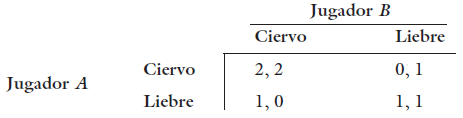 Jugador B
Ciervo Liebre
Jugador A
Ciervo 2, 2 0, 1
Liebre 1, 0 1, 1